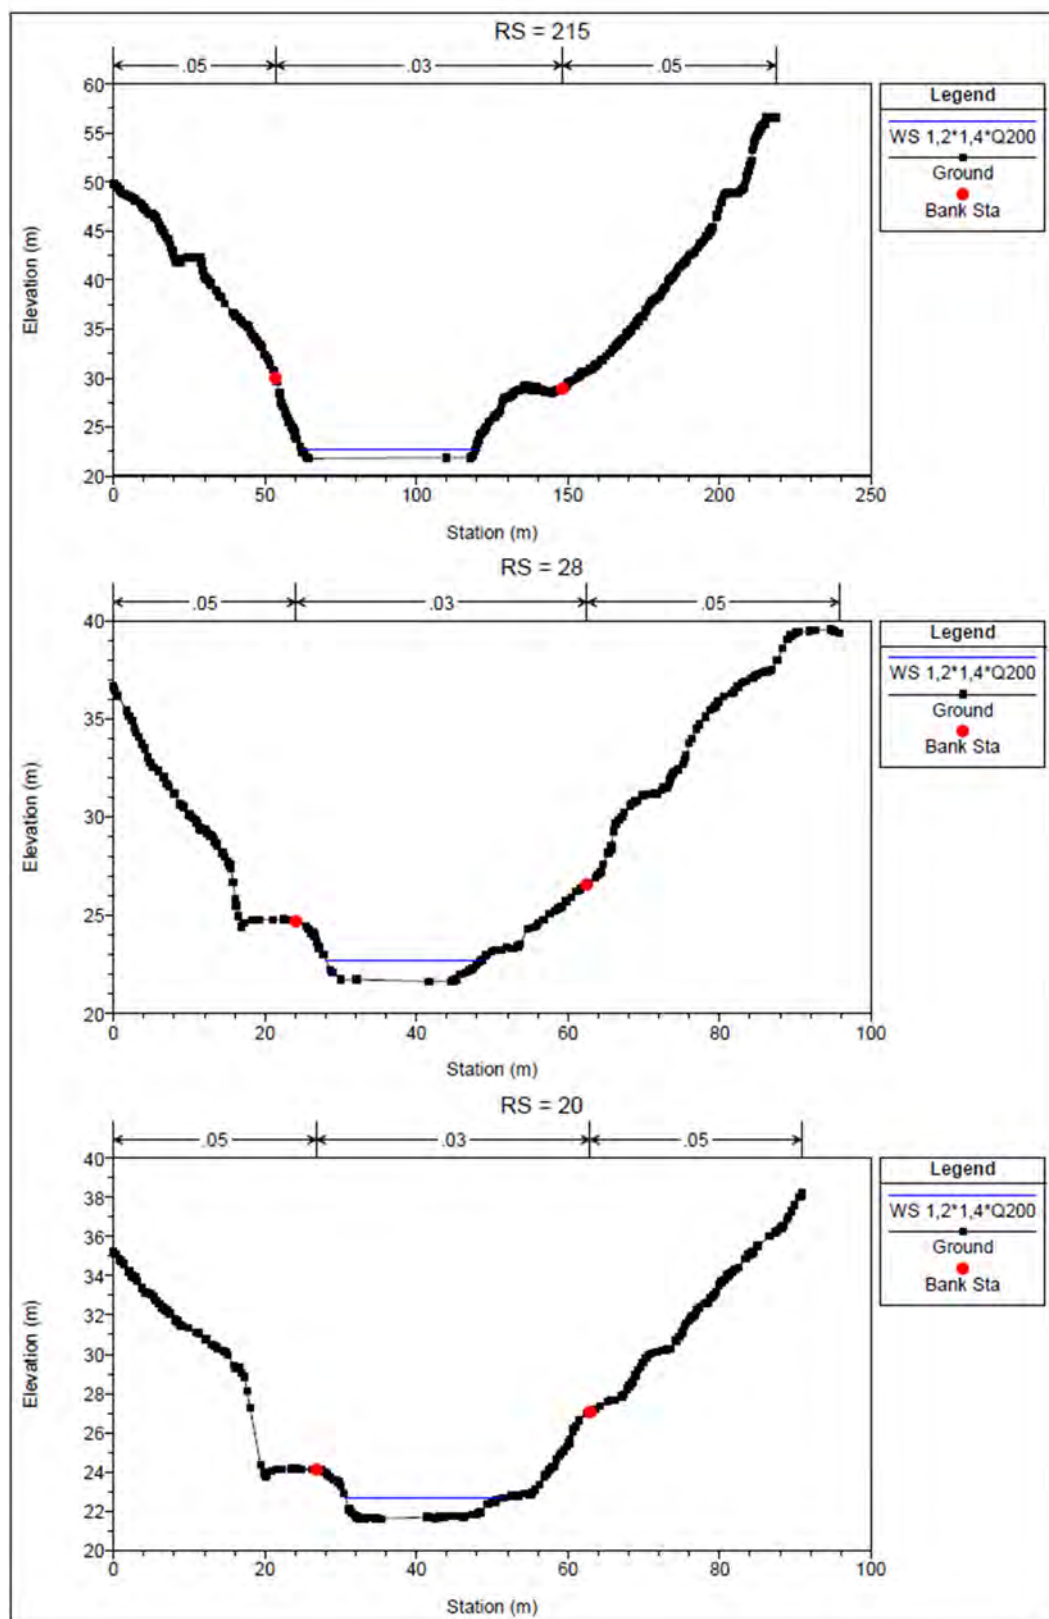 RS = 215
.05 .03 .05
60
55
50
45
40
35
30
25
20
Elevation (m)
0 50 100 150 200 250
Station (m)
Legend
WS 1,2*1,4*Q200
Ground
Bank Sta
RS = 28
.05 .03 .05
40
35
30
25
20
Elevation (m)
0 20 40 60 80 100
Station (m)
Legend
WS 1,2*1,4*Q200
Ground
Bank Sta
RS = 20
.05 .03 .05
40
38
36
34
32
30
28
26
24
22
20
Elevation (m)
0 20 40 60 80 100
Station (m)
Legend
WS 1,2*1,4*Q200
Ground
Bank Sta